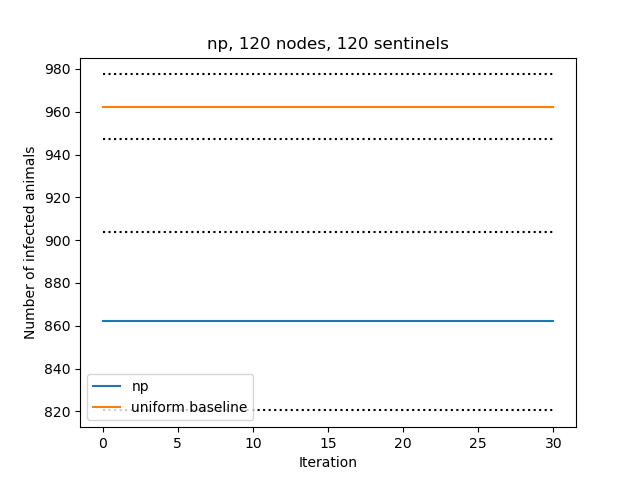 np, 120 nodes, 120 sentinels
980
960
940
920
900
880
860
840
820
Number of infected animals
np
uniform baseline
0 5 10 15 20 25 30
Iteration